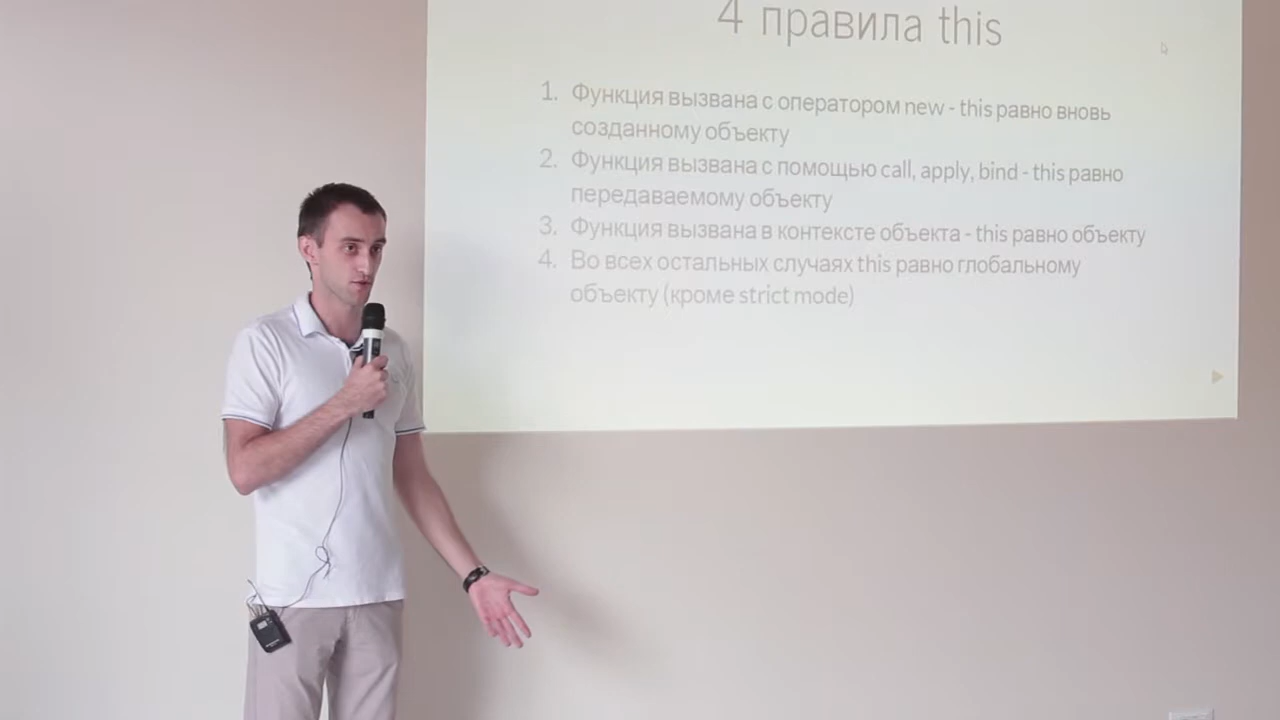 4 правила this
1. Функция вызвана с оператором new - this равно вновь
созданному объекту
2. Функция вызвана с помощью call, apply, bind - this равно
передаваемому объекту
3. Функция вызвана в контексте объекта - this равно объекту
4. Во всех остальных случаях this равно глобальному
объекту (кроме strict mode)